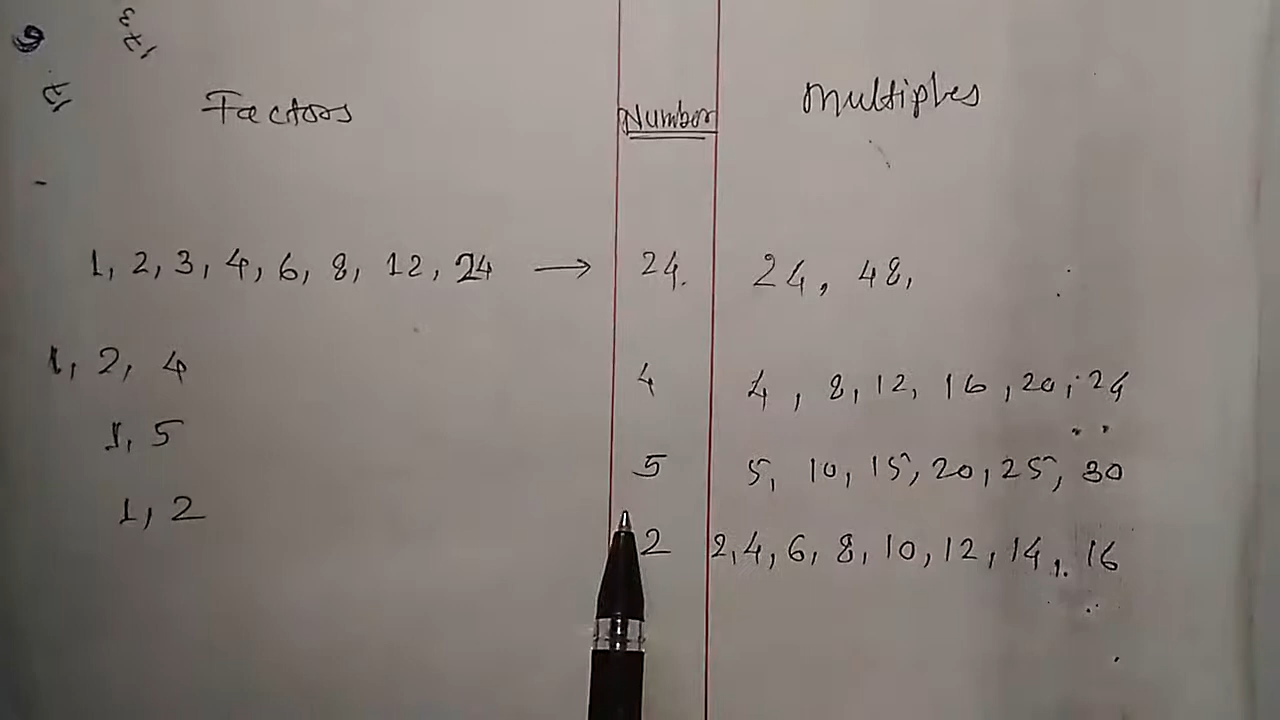 Factors Number Multiples
1, 2, 3, 4, 6, 8, 12, 24 → 24. 24, 48,
1, 2, 4 4 4, 8, 12, 16, 20, 24
1, 5 5 5, 10, 15, 20, 25, 30
1, 2 2 2, 4, 6, 8, 10, 12, 14, 16